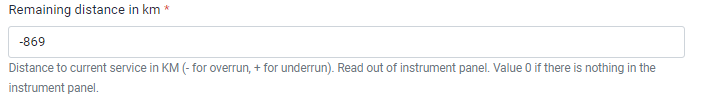 Remaining distance in km *
-869
Distance to current service in KM (- for overrun, + for underrun). Read out of instrument panel. Value 0 if there is nothing in the
instrument panel.